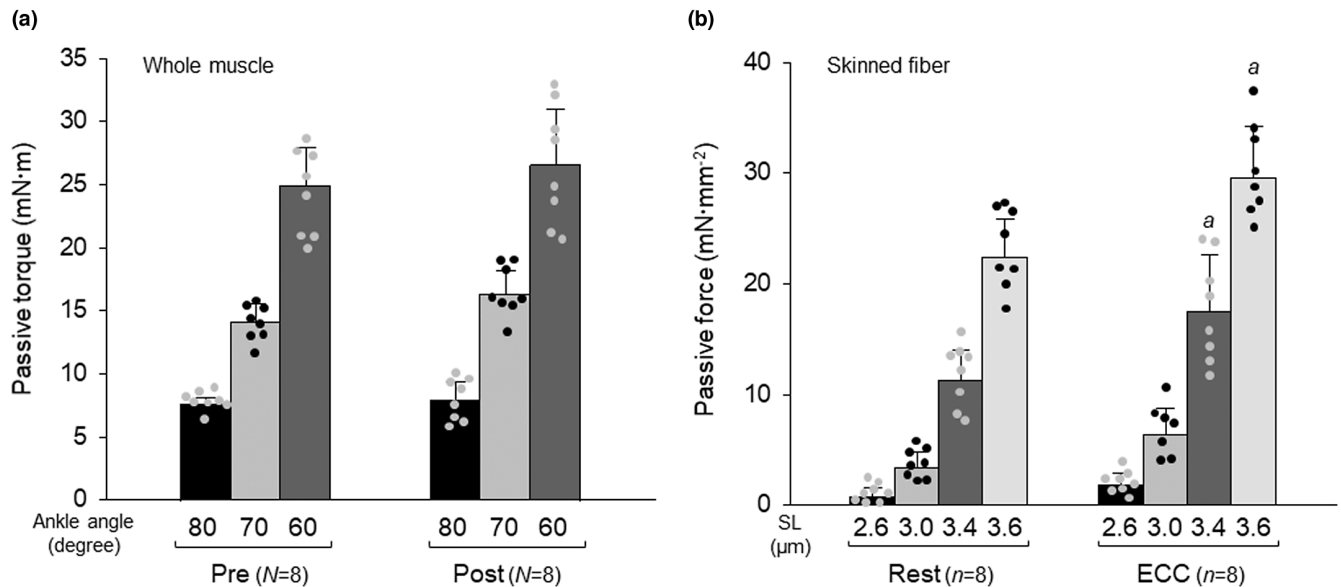 (a)
Whole muscle
Passive torque (mN·m)
35
30
25
20
15
10
5
0
Ankle angle
(degree)
80 70 60 80 70 60
Pre (N=8) Post (N=8)
(b)
Skinned fiber
Passive force (mN·mm-2)
40
30
20
10
0
a
a
SL
(μm)
2.6 3.0 3.4 3.6 2.6 3.0 3.4 3.6
Rest (n=8) ECC (n=8)